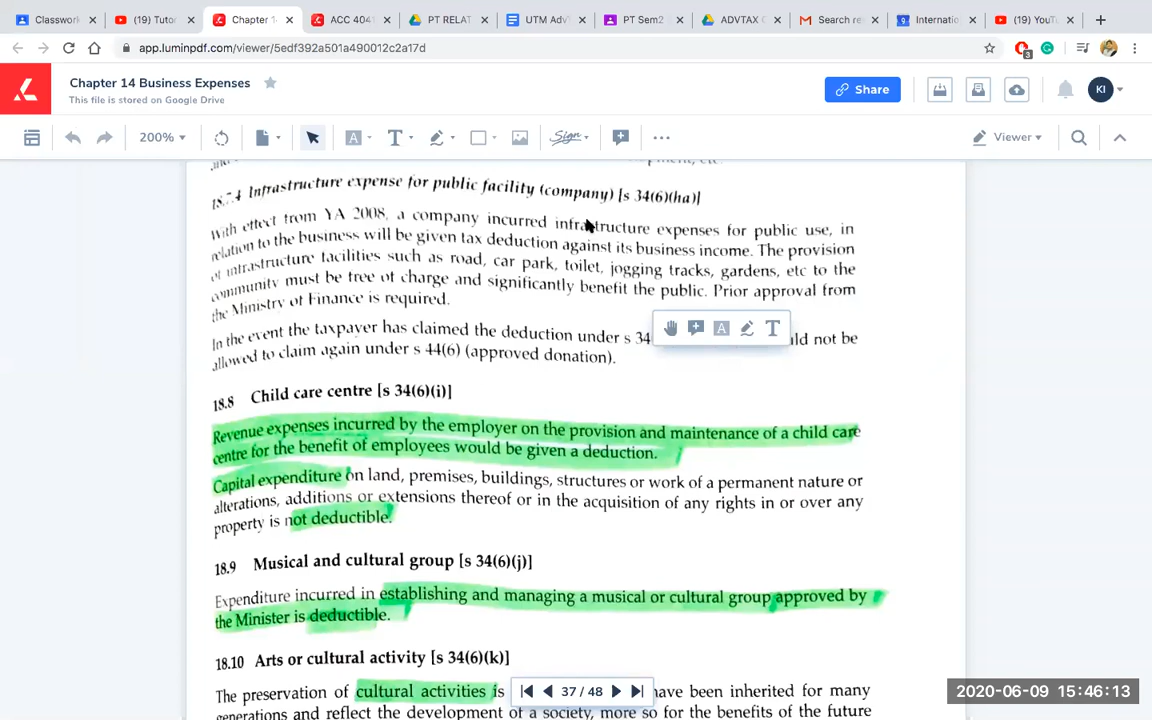 Classwork
(19) Tutor
Chapter 1
ACC 404
PT RELAT
UTM Adv
PT Sem2
ADVTAX
Search re
Internatio
(19) YouTu
app.luminpdf.com/viewer/5edf392a501a490012c2a17d
3
Chapter 14 Business Expenses
This file is stored on Google Drive
Share
KI
200%
A
T
Sign
Viewer
18.7.4 Infrastructure expense for public facility (company) [s 34(6)(ha)]
With effect from YA 2008, a company incurred infrastructure expenses for public use, in
relation to the business will be given tax deduction against its business income. The provision
of infrastructure facilities such as road, car park, toilet, jogging tracks, gardens, etc to the
community must be free of charge and significantly benefit the public. Prior approval from
the Ministry of Finance is required.
In the event the taxpayer has claimed the deduction under s 34 ld not be
allowed to claim again under s 44(6) (approved donation).
A
T
18.8 Child care centre [s 34(6)(i)]
Revenue expenses incurred by the employer on the provision and maintenance of a child care
centre for the benefit of employees would be given a deduction.
Capital expenditure on land, premises, buildings, structures or work of a permanent nature or
alterations, additions or extensions thereof or in the acquisition of any rights in or over any
property is not deductible.
18.9 Musical and cultural group [s 34(6)(j)]
Expenditure incurred in establishing and managing a musical or cultural group approved by
the Minister is deductible.
18.10 Arts or cultural activity [s 34(6)(k)]
The preservation of cultural activities is have been inherited for many
generations and reflect the development of a society, more so for the benefits of the future
37 / 48
2020-06-09 15:46:13